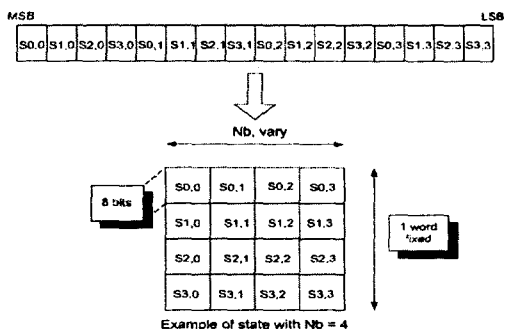 MSB LSB
S0,0 S1,0 S2,0 S3,0 S0,1 S1,1 S2,1 S3,1 S0,2 S1,2 S2,2 S3,2 S0,3 S1,3 S2,3 S3,3
Nb, vary
S0,0 S0,1 S0,2 S0,3
8 bits
S1,0 S1,1 S1,2 S1,3
1 word
fixed
S2,0 S2,1 S2,2 S2,3
S3,0 S3,1 S3,2 S3,3
Example of state with Nb = 4